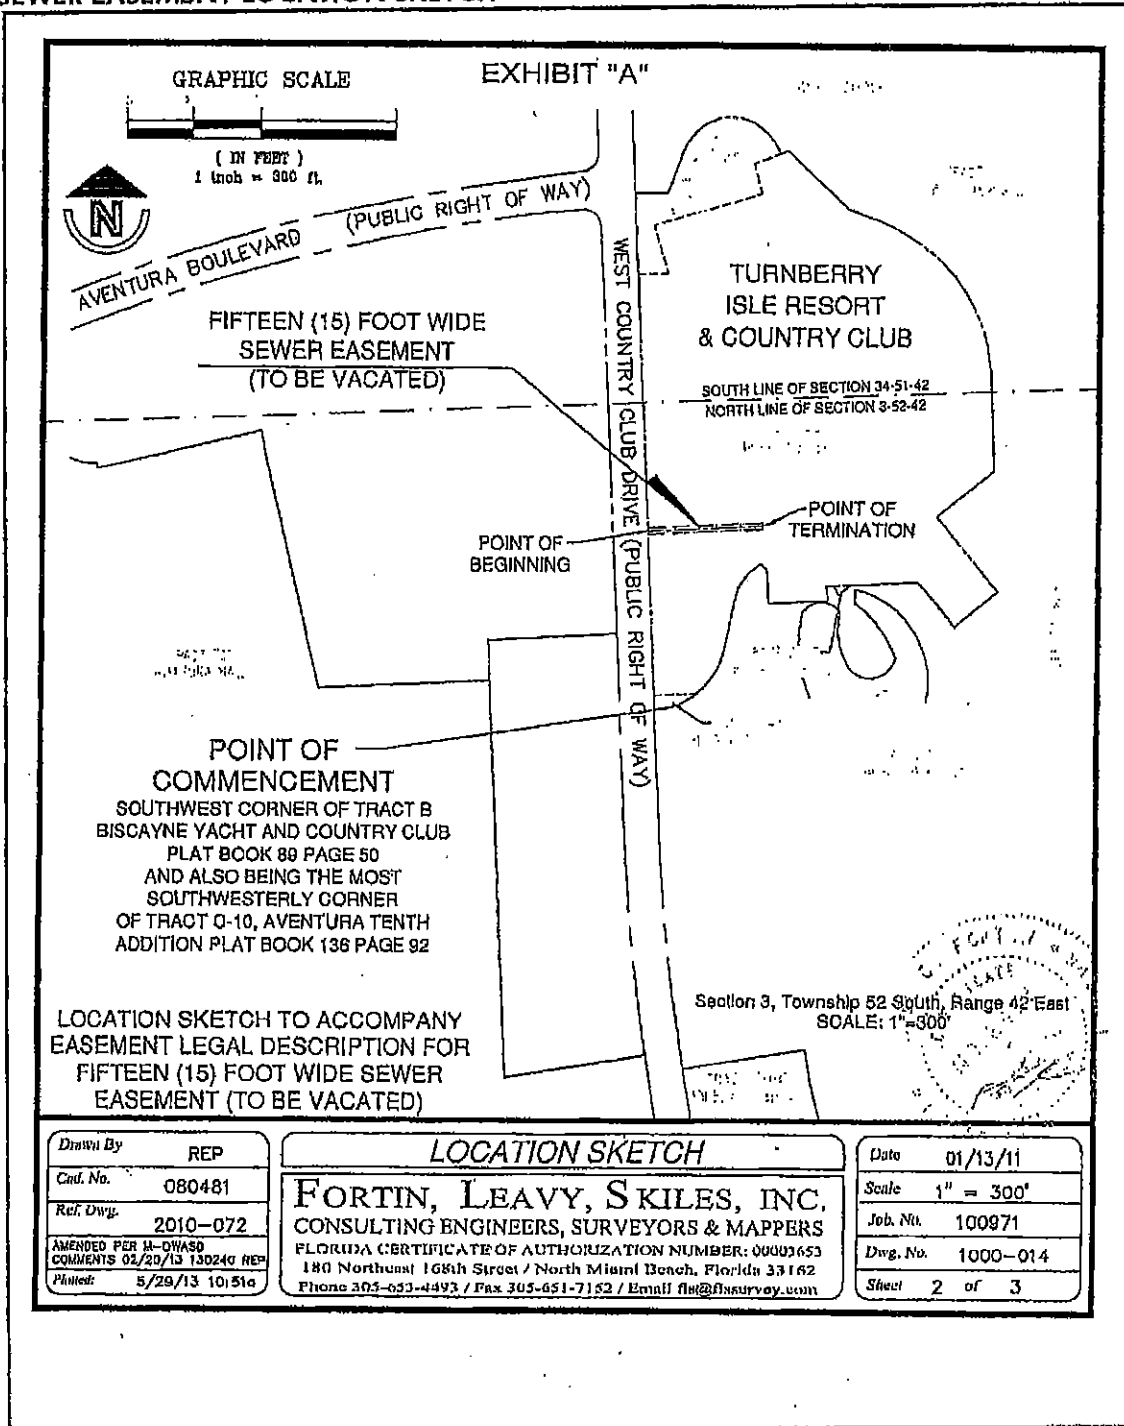 SEWER EASEMENT LOCATION SKETCH
EXHIBIT "A"
GRAPHIC SCALE
( IN FEET )
1 inch = 300 ft.
N
AVENTURA BOULEVARD (PUBLIC RIGHT OF WAY)
WEST COUNTRY CLUB DRIVE (PUBLIC RIGHT OF WAY)
TURNBERRY
ISLE RESORT
& COUNTRY CLUB
FIFTEEN (15) FOOT WIDE
SEWER EASEMENT
(TO BE VACATED)
SOUTH LINE OF SECTION 34-51-42
NORTH LINE OF SECTION 3-52-42
POINT OF
TERMINATION
POINT OF
BEGINNING
POINT OF
COMMENCEMENT
SOUTHWEST CORNER OF TRACT B
BISCAYNE YACHT AND COUNTRY CLUB
PLAT BOOK 89 PAGE 50
AND ALSO BEING THE MOST
SOUTHWESTERLY CORNER
OF TRACT Q-10, AVENTURA TENTH
ADDITION PLAT BOOK 136 PAGE 92
Section 3, Township 52 South, Range 42 East
SCALE: 1"=300'
LOCATION SKETCH TO ACCOMPANY
EASEMENT LEGAL DESCRIPTION FOR
FIFTEEN (15) FOOT WIDE SEWER
EASEMENT (TO BE VACATED)
Drawn By REP
Cad. No. 080481
Ref. Dwg. 2010-072
AMENDED PER M-DWASD
COMMENTS 02/20/13 130240 REP
Plotted: 5/29/13 10:51a
LOCATION SKETCH
FORTIN, LEAVY, SKILES, INC.
CONSULTING ENGINEERS, SURVEYORS & MAPPERS
FLORIDA CERTIFICATE OF AUTHORIZATION NUMBER: 00003653
180 Northeast 168th Street / North Miami Beach, Florida 33162
Phone 305-653-4493 / Fax 305-651-7152 / Email fls@flssurvey.com
Date 01/13/11
Scale 1" = 300'
Job. No. 100971
Dwg. No. 1000-014
Sheet 2 of 3